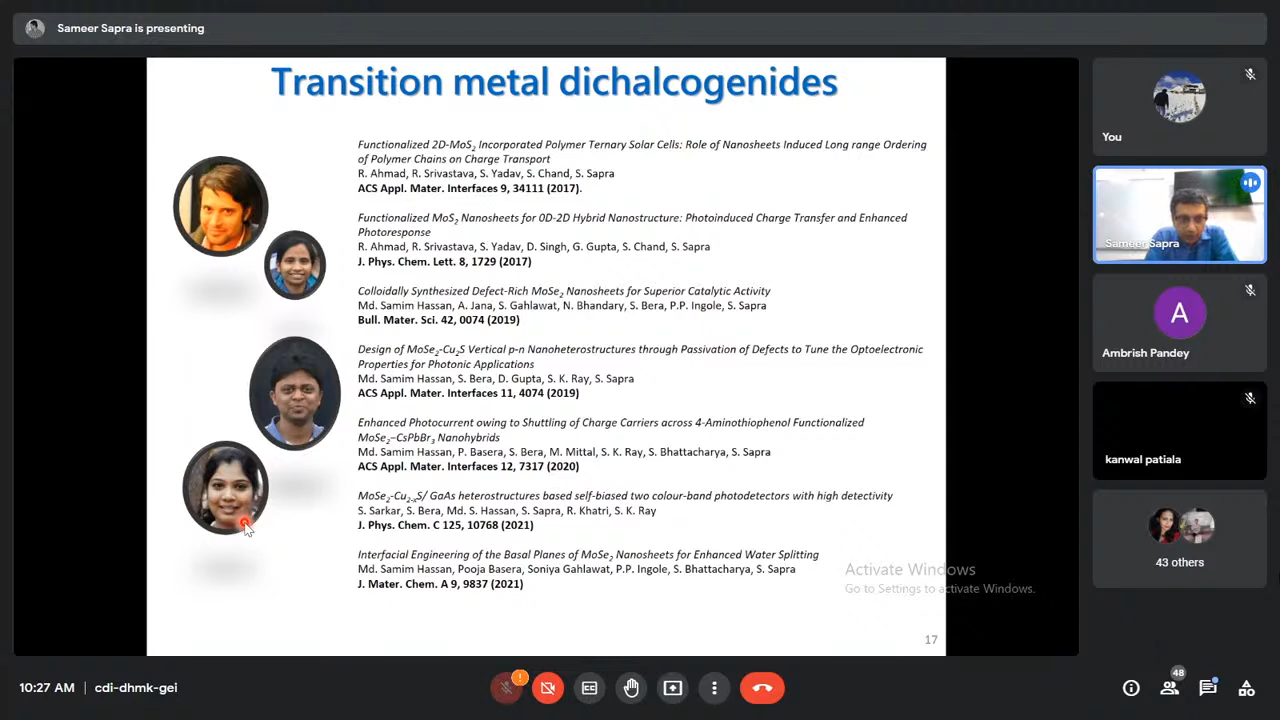 Sameer Sapra is presenting
Transition metal dichalcogenides
Functionalized 2D-MoS2 Incorporated Polymer Ternary Solar Cells: Role of Nanosheets Induced Long range Ordering
of Polymer Chains on Charge Transport
R. Ahmad, R. Srivastava, S. Yadav, S. Chand, S. Sapra
ACS Appl. Mater. Interfaces 9, 34111 (2017).
Functionalized MoS2 Nanosheets for 0D-2D Hybrid Nanostructure: Photoinduced Charge Transfer and Enhanced
Photoresponse
R. Ahmad, R. Srivastava, S. Yadav, D. Singh, G. Gupta, S. Chand, S. Sapra
J. Phys. Chem. Lett. 8, 1729 (2017)
Colloidally Synthesized Defect-Rich MoSe2 Nanosheets for Superior Catalytic Activity
Md. Samim Hassan, A. Jana, S. Gahlawat, N. Bhandary, S. Bera, P.P. Ingole, S. Sapra
Bull. Mater. Sci. 42, 0074 (2019)
Design of MoSe2-Cu2S Vertical p-n Nanoheterostructures through Passivation of Defects to Tune the Optoelectronic
Properties for Photonic Applications
Md. Samim Hassan, S. Bera, D. Gupta, S. K. Ray, S. Sapra
ACS Appl. Mater. Interfaces 11, 4074 (2019)
Enhanced Photocurrent owing to Shuttling of Charge Carriers across 4-Aminothiophenol Functionalized
MoSe2−CsPbBr3 Nanohybrids
Md. Samim Hassan, P. Basera, S. Bera, M. Mittal, S. K. Ray, S. Bhattacharya, S. Sapra
ACS Appl. Mater. Interfaces 12, 7317 (2020)
MoSe2-Cu2-xS/ GaAs heterostructures based self-biased two colour-band photodetectors with high detectivity
S. Sarkar, S. Bera, Md. S. Hassan, S. Sapra, R. Khatri, S. K. Ray
J. Phys. Chem. C 125, 10768 (2021)
Interfacial Engineering of the Basal Planes of MoSe2 Nanosheets for Enhanced Water Splitting
Md. Samim Hassan, Pooja Basera, Soniya Gahlawat, P.P. Ingole, S. Bhattacharya, S. Sapra
J. Mater. Chem. A 9, 9837 (2021)
Activate Windows
Go to Settings to activate Windows.
17
You
Sameer Sapra
A
Ambrish Pandey
kanwal patiala
43 others
10:27 AM | cdi-dhmk-gei
!
CC
48